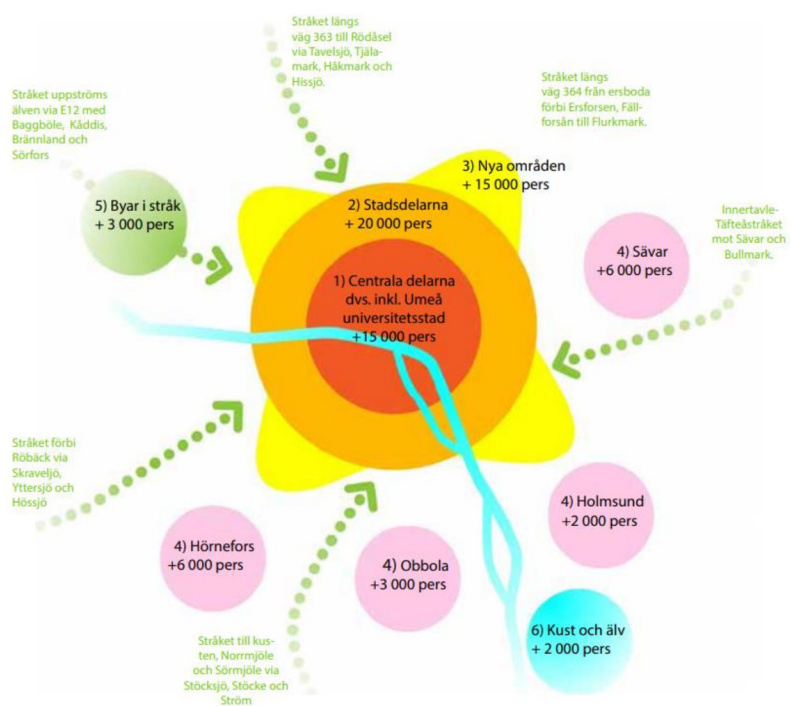 Stråket längs
väg 363 till Rödåsel
via Tavelsjö, Tjäla-
mark, Håkmark och
Hissjö.
Stråket längs
väg 364 från ersboda
förbi Ersforsen, Fäll-
forsån till Flurkmark.
Stråket uppströms
älven via E12 med
Baggböle, Kåddis,
Brännland och
Sörfors
3) Nya områden
+ 15 000 pers
5) Byar i stråk
+ 3 000 pers
2) Stadsdelarna
+ 20 000 pers
Innertavle-
Täfteåstråket
mot Sävar och
Bullmark.
4) Sävar
+6 000 pers
1) Centrala delarna
dvs. inkl. Umeå
universitetsstad
+15 000 pers
Stråket förbi
Röbäck via
Skraveljö,
Yttersjö och
Hössjö
4) Holmsund
+2 000 pers
4) Hörnefors
+6 000 pers
4) Obbola
+3 000 pers
6) Kust och älv
+ 2 000 pers
Stråket till kus-
ten, Norrmjöle
och Sörmjöle via
Stöcksjö, Stöcke och
Ström